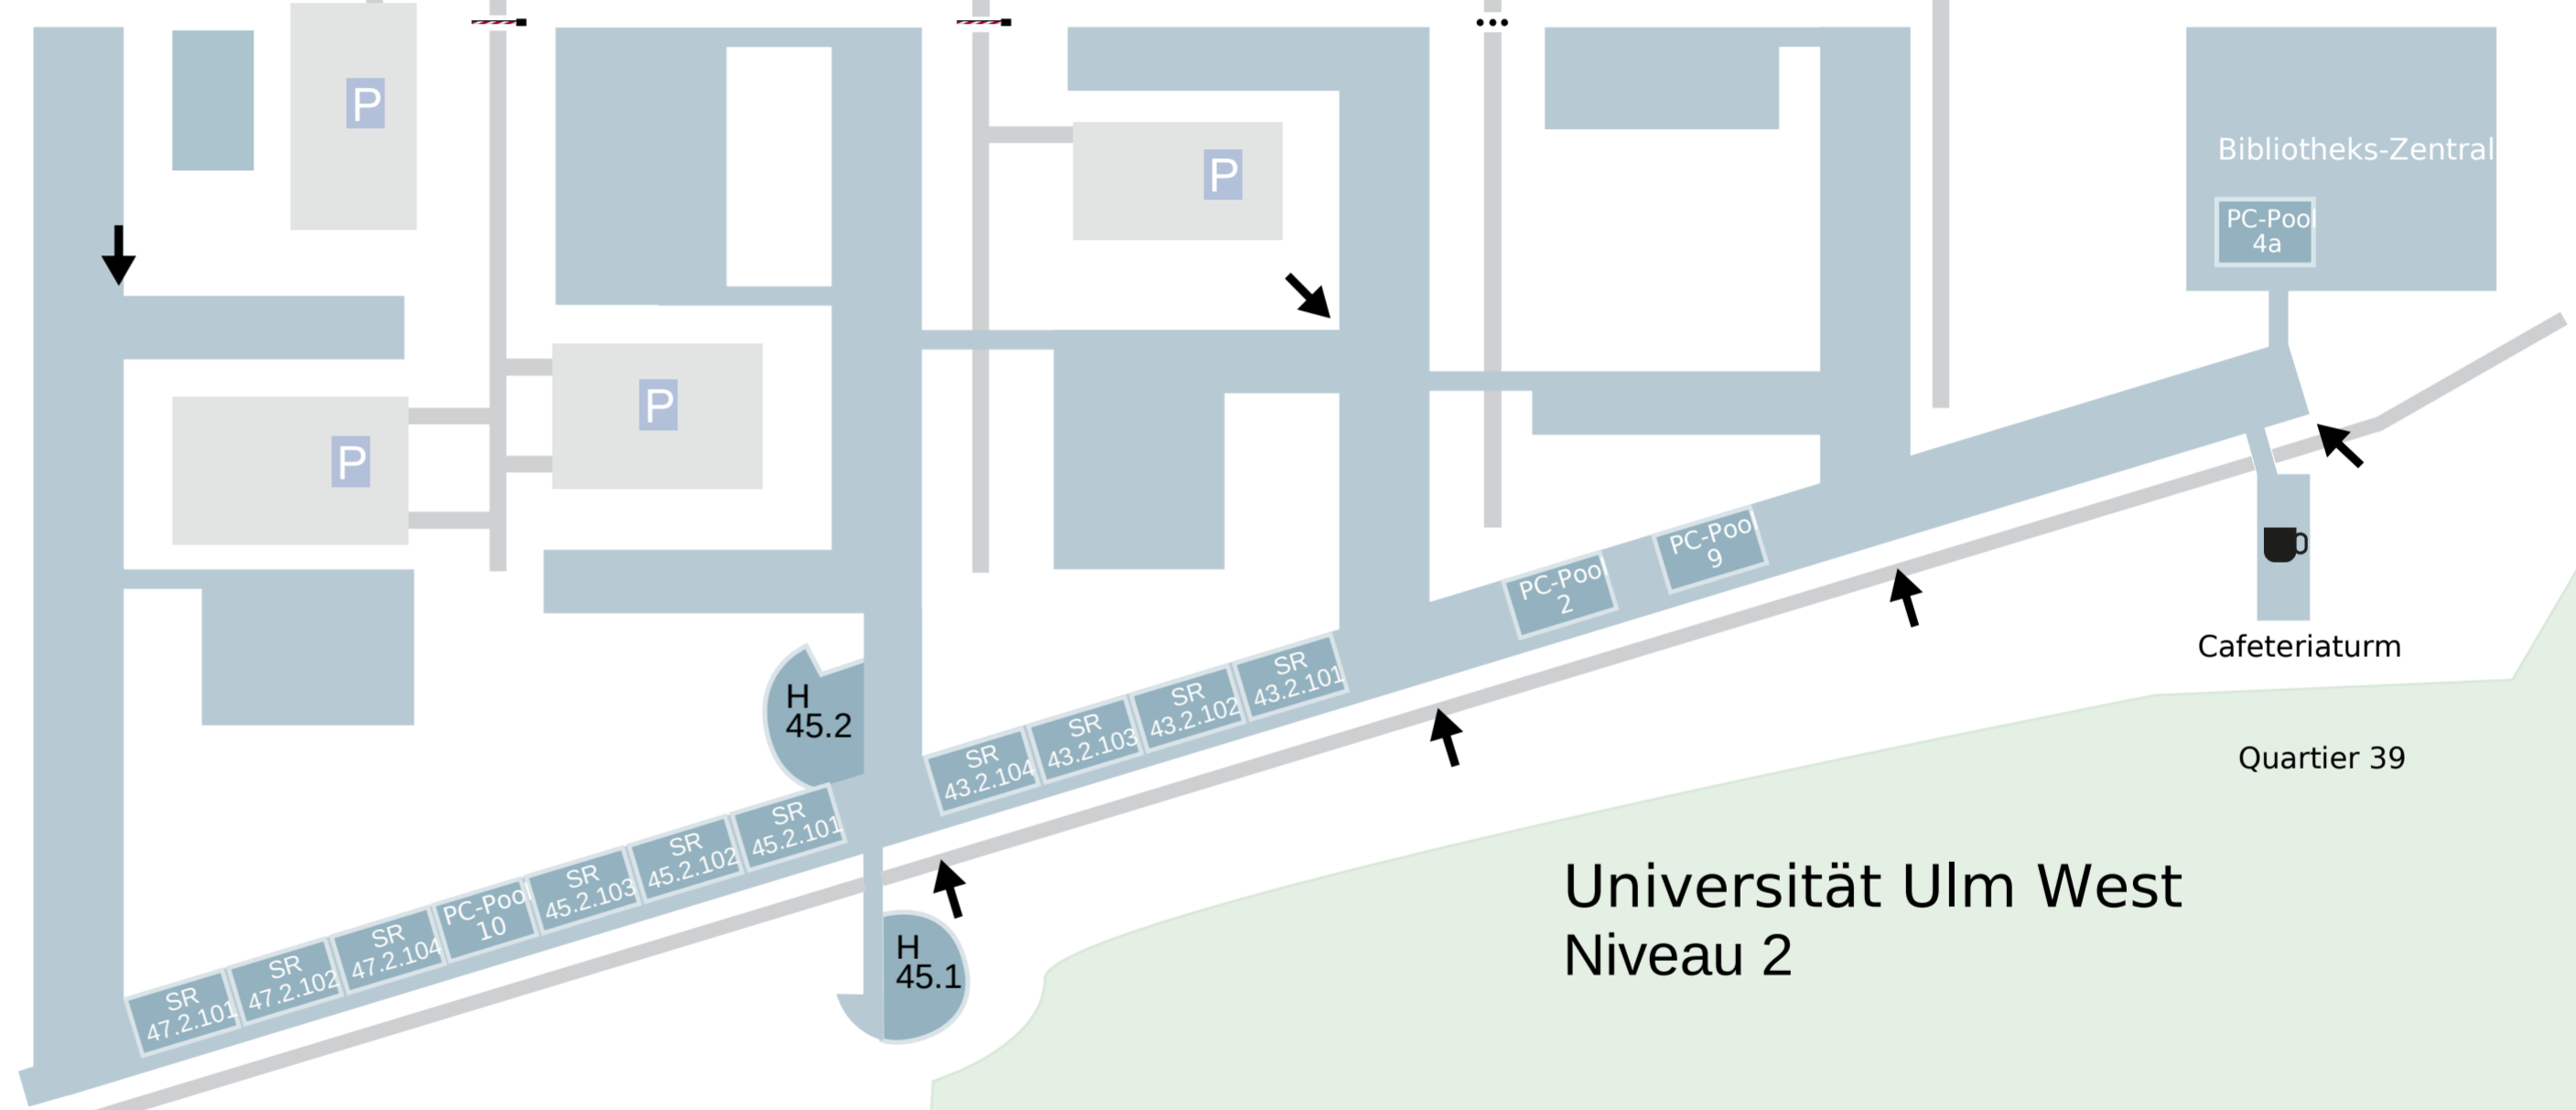 P
P
P
P
Bibliotheks-Zentral
PC-Pool
4a
PC-Pool
9
PC-Pool
2
Cafeteriaturm
H
45.2
SR
43.2.101
SR
43.2.102
SR
43.2.103
SR
43.2.104
Quartier 39
SR
45.2.101
SR
45.2.102
SR
45.2.103
PC-Pool
10
SR
47.2.104
SR
47.2.102
SR
47.2.101
H
45.1
Universität Ulm West
Niveau 2